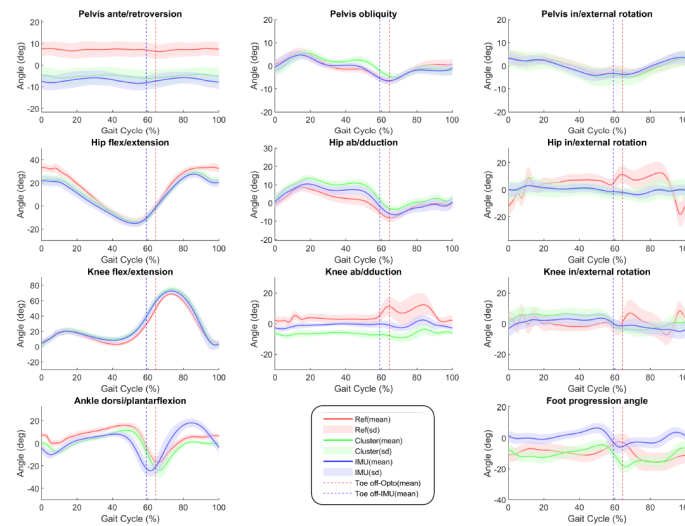 Pelvis ante/retroversion
Angle (deg)
20
10
0
-10
-20
0 20 40 60 80 100
Gait Cycle (%)
Pelvis obliquity
Angle (deg)
20
10
0
-10
-20
0 20 40 60 80 100
Gait Cycle (%)
Pelvis in/external rotation
Angle (deg)
20
10
0
-10
-20
0 20 40 60 80 100
Gait Cycle (%)
Hip flex/extension
Angle (deg)
40
20
0
-20
0 20 40 60 80 100
Gait Cycle (%)
Hip ab/dduction
Angle (deg)
30
20
10
0
-10
-20
0 20 40 60 80 100
Gait Cycle (%)
Hip in/external rotation
Angle (deg)
20
0
-20
0 20 40 60 80 100
Gait Cycle (%)
Knee flex/extension
Angle (deg)
80
60
40
20
0
-20
0 20 40 60 80 100
Gait Cycle (%)
Knee ab/dduction
Angle (deg)
20
0
-20
0 20 40 60 80 100
Gait Cycle (%)
Knee in/external rotation
Angle (deg)
20
0
-20
0 20 40 60 80 100
Gait Cycle (%)
Ankle dorsi/plantarflexion
Angle (deg)
20
0
-20
-40
0 20 40 60 80 100
Gait Cycle (%)
Ref(mean)
Ref(sd)
Cluster(mean)
Cluster(sd)
IMU(mean)
IMU(sd)
Toe off-Opto(mean)
Toe off-IMU(mean)
Foot progression angle
Angle (deg)
20
0
-20
-40
0 20 40 60 80 100
Gait Cycle (%)